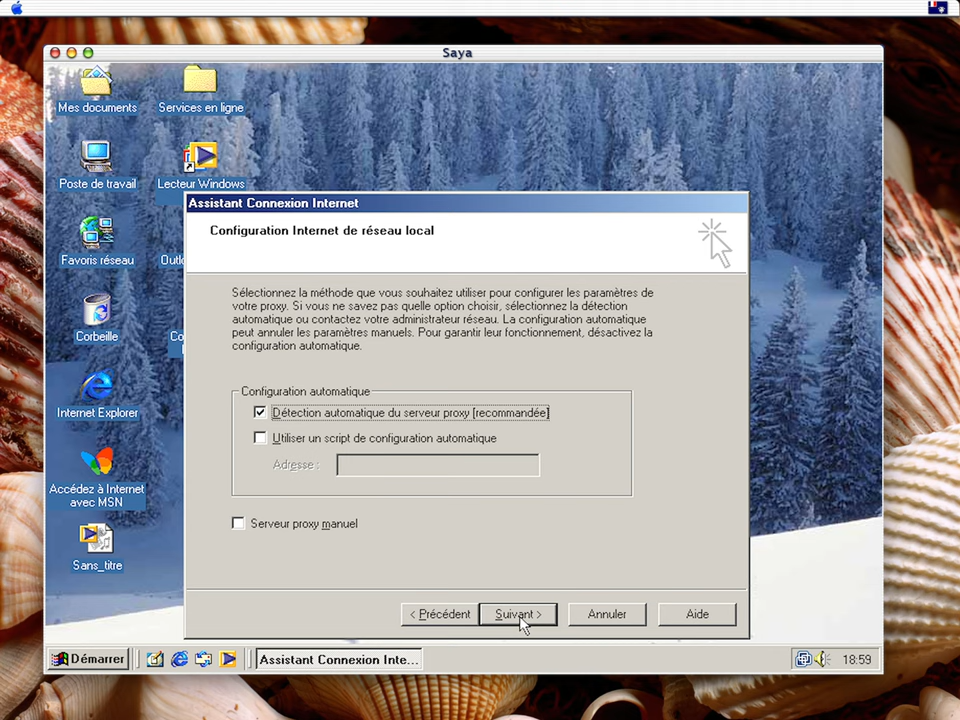 Saya
Mes documents
Services en ligne
Poste de travail
Lecteur Windows
Favoris réseau
Corbeille
Internet Explorer
Accédez à Internet
avec MSN
Sans_titre
Assistant Connexion Internet
Configuration Internet de réseau local
Sélectionnez la méthode que vous souhaitez utiliser pour configurer les paramètres de
votre proxy. Si vous ne savez pas quelle option choisir, sélectionnez la détection
automatique ou contactez votre administrateur réseau. La configuration automatique
peut annuler les paramètres manuels. Pour garantir leur fonctionnement, désactivez la
configuration automatique.
Configuration automatique
Détection automatique du serveur proxy [recommandée]
Utiliser un script de configuration automatique
Adresse :
Serveur proxy manuel
< Précédent
Suivant >
Annuler
Aide
Démarrer
Assistant Connexion Inte...
18:59